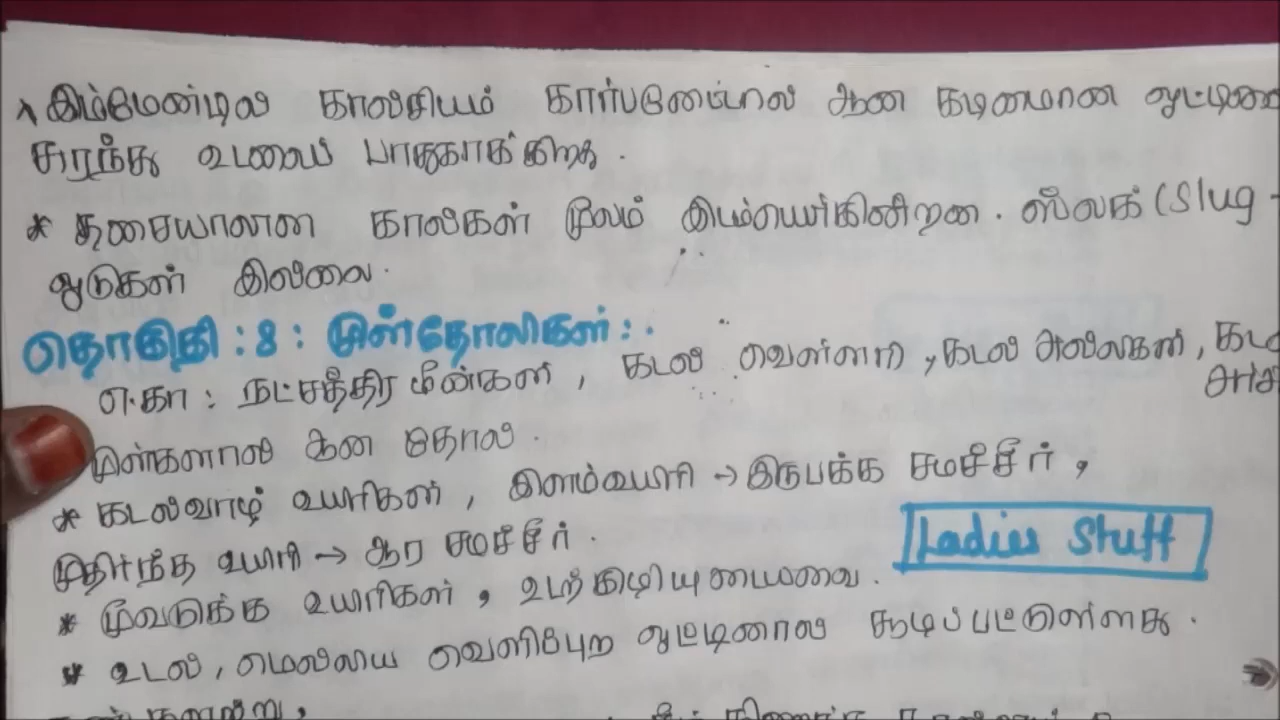 * இம்மேண்டில் கால்சியம் கார்பனேட்டால் ஆன கடினமான ஓட்டினை
சுரந்து உடலைப் பாதுகாக்கிறது.
* தசையாலான கால்கள் மூலம் இடம்பெயர்கின்றன. ஸ்லக் (Slug -
ஓடுகள் இல்லை.
தொகுதி : 8 : முள்தோலிகள் :.
எ.கா : நட்சத்திர மீன்கள், கடல் வெள்ளரி, கடல் அல்லிகள், கடல்
முள்களால் ஆன தோல்.
* கடல்வாழ் உயிரிகள், இளம்உயிரி → இருபக்க சமச்சீர்,
முதிர்ந்த உயிரி → ஆர சமச்சீர்.
Ladies Stuff
* மூவடுக்கு உயிரிகள், உடற்குழியுடையவை.
* உடல், மெல்லிய வெளிப்புற ஓட்டினால் சூழப்பட்டுள்ளது.